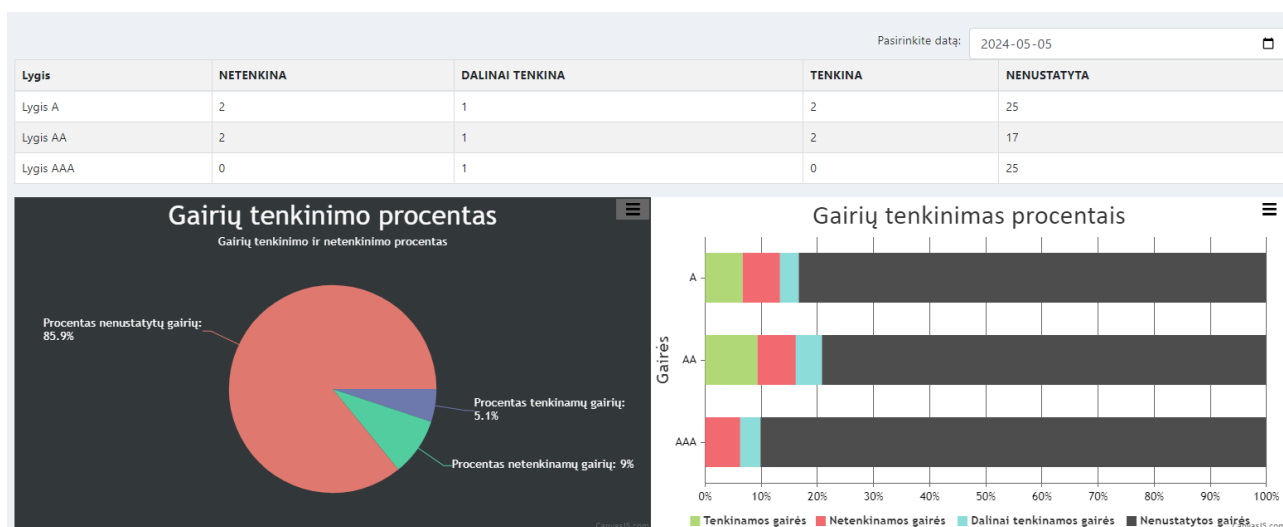 Pasirinkite datą: 2024-05-05
Lygis NETENKINA DALINAI TENKINA TENKINA NENUSTATYTA
Lygis A 2 1 2 25
Lygis AA 2 1 2 17
Lygis AAA 0 1 0 25
Gairių tenkinimo procentas
Gairių tenkinimo ir netenkinimo procentas
Procentas nenustatytų gairių:
85.9%
Procentas tenkinamų gairių:
5.1%
Procentas netenkinamų gairių: 9%
CanvasJS.com
Gairių tenkinimas procentais
Gairės
A
AA
AAA
0% 10% 20% 30% 40% 50% 60% 70% 80% 90% 100%
Tenkinamos gairės Netenkinamos gairės Dalinai tenkinamos gairės Nenustatytos gairės
CanvasJS.com